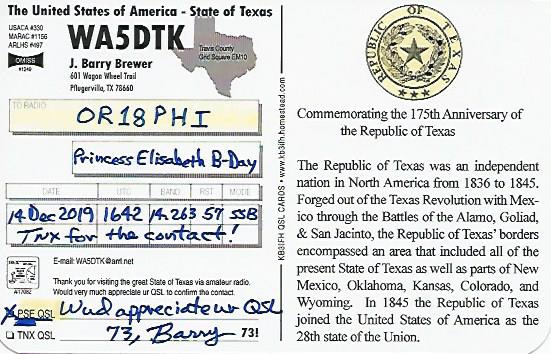 The United States of America - State of Texas
USACA #330
MARAC #1156
ARLHS #497
OMISS
#1249
WA5DTK
J. Barry Brewer
601 Wagon Wheel Trail
Pflugerville, TX 78660
Travis County
Grid Square EM10
TO RADIO
OR18PHI
Princess Elisabeth B-Day
DATE UTC BAND RST MODE
14 Dec 2019 1642 14.263 57 SSB
TNX for the contact!
E-mail: WA5DTK@arrl.net
Thank you for visiting the great State of Texas via amateur radio.
Would very much appreciate ur QSL to confirm the contact.
X PSE QSL Wud appreciate ur QSL
TNX QSL 73, Barry 73!
KB3IFH QSL CARDS • www.kb3ifh.homestead.com
REPUBLIC OF TEXAS
Commemorating the 175th Anniversary of
the Republic of Texas
The Republic of Texas was an independent
nation in North America from 1836 to 1845.
Forged out of the Texas Revolution with Mex-
ico through the Battles of the Alamo, Goliad,
& San Jacinto, the Republic of Texas' borders
encompassed an area that included all of the
present State of Texas as well as parts of New
Mexico, Oklahoma, Kansas, Colorado, and
Wyoming. In 1845 the Republic of Texas
joined the United States of America as the
28th state of the Union.